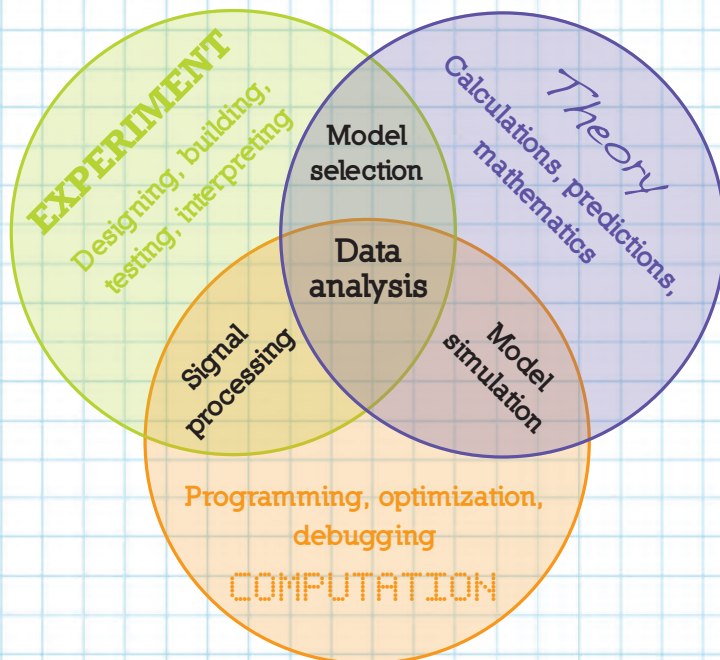 EXPERIMENT
Designing, building,
testing, interpreting
Theory
Calculations, predictions,
mathematics
Model
selection
Data
analysis
Signal
processing
Model
simulation
Programming, optimization,
debugging
COMPUTATION